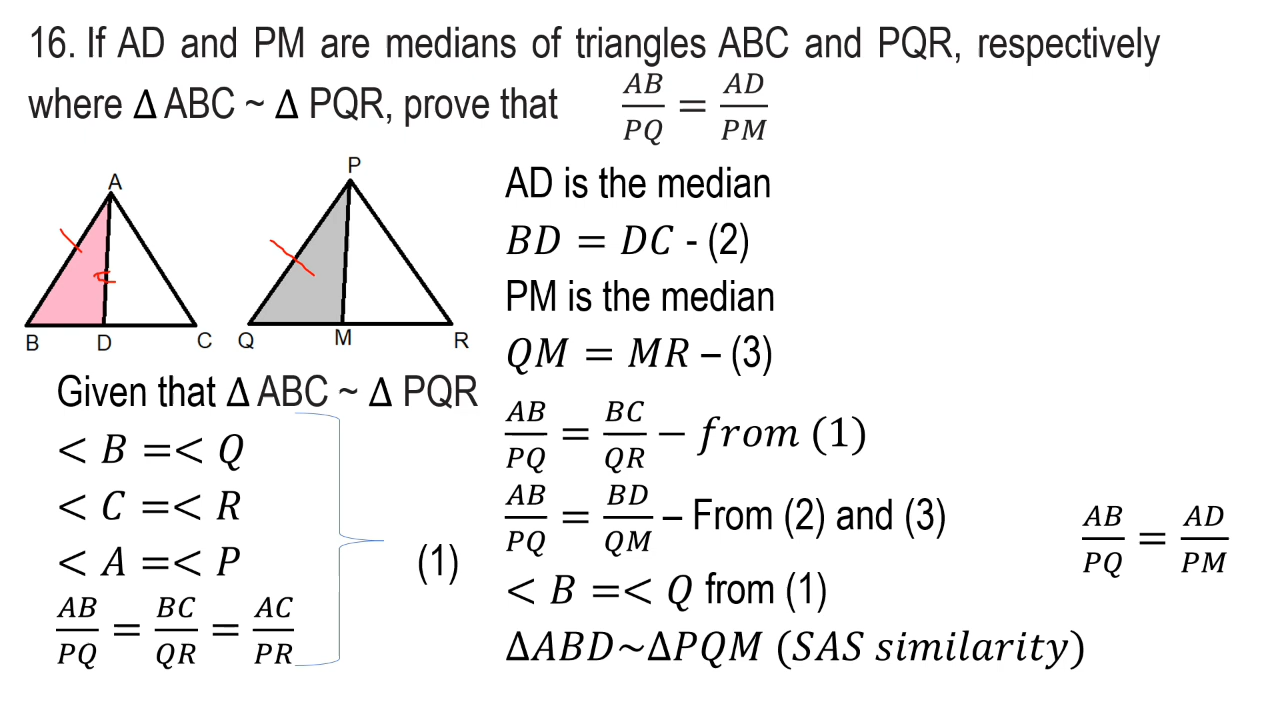 16. If AD and PM are medians of triangles ABC and PQR, respectively
where Δ ABC ~ Δ PQR, prove that AB/PQ = AD/PM
A
B D C
P
Q M R
Given that Δ ABC ~ Δ PQR
< B =< Q
< C =< R
< A =< P
AB/PQ = BC/QR = AC/PR
(1)
AD is the median
BD = DC - (2)
PM is the median
QM = MR – (3)
AB/PQ = BC/QR − from (1)
AB/PQ = BD/QM – From (2) and (3)
< B =< Q from (1)
ΔABD~ΔPQM (SAS similarity)
AB/PQ = AD/PM